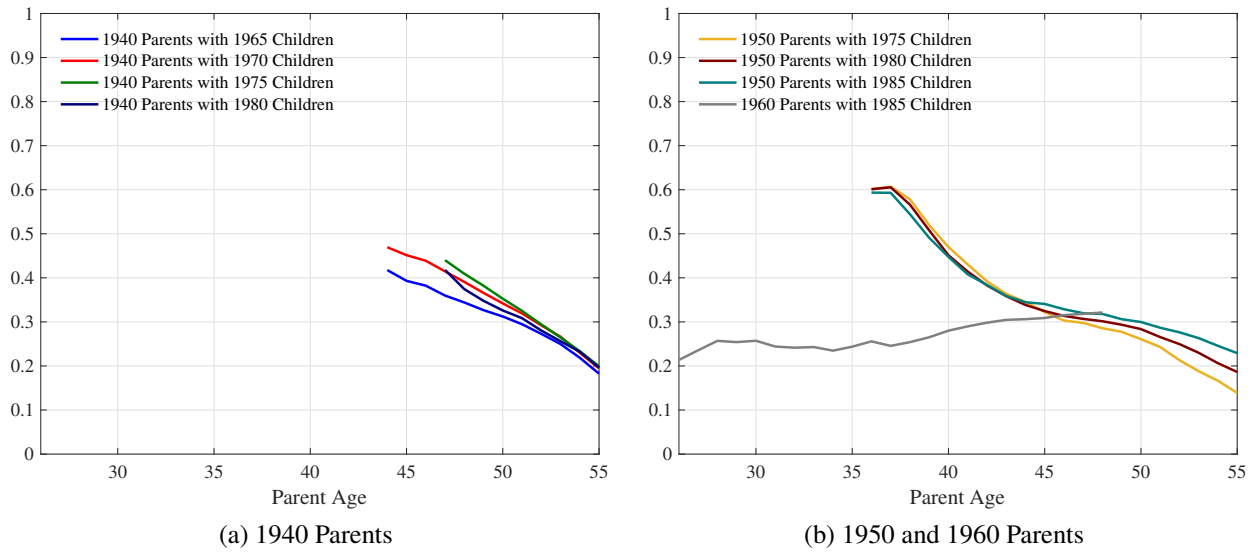 1
0.9
0.8
0.7
0.6
0.5
0.4
0.3
0.2
0.1
0
1940 Parents with 1965 Children
1940 Parents with 1970 Children
1940 Parents with 1975 Children
1940 Parents with 1980 Children
30 35 40 45 50 55
Parent Age
(a) 1940 Parents
1
0.9
0.8
0.7
0.6
0.5
0.4
0.3
0.2
0.1
0
1950 Parents with 1975 Children
1950 Parents with 1980 Children
1950 Parents with 1985 Children
1960 Parents with 1985 Children
30 35 40 45 50 55
Parent Age
(b) 1950 and 1960 Parents